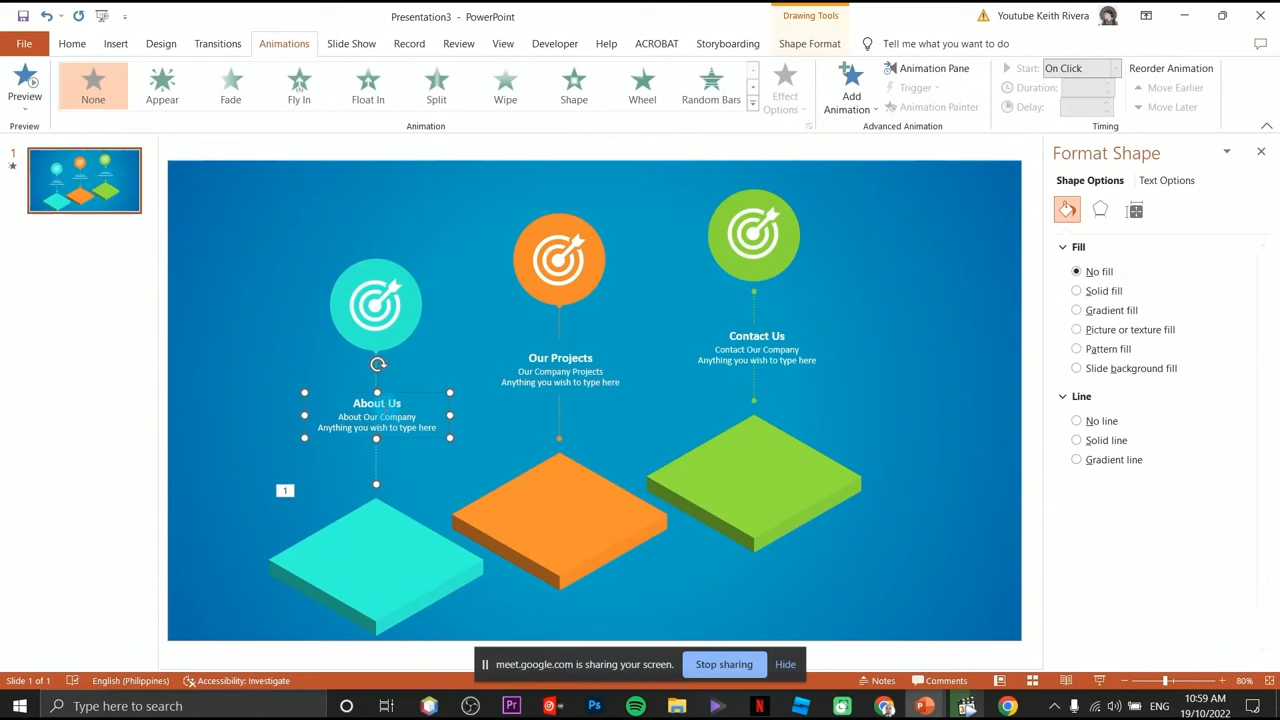 Presentation3 - PowerPoint
Drawing Tools
Youtube Keith Rivera
File
Home
Insert
Design
Transitions
Animations
Slide Show
Record
Review
View
Developer
Help
ACROBAT
Storyboarding
Shape Format
Tell me what you want to do
Preview
None
Appear
Fade
Fly In
Float In
Split
Wipe
Shape
Wheel
Random Bars
Effect
Options
Add
Animation
Animation Pane
Trigger
Animation Painter
Start:
On Click
Duration:
Delay:
Reorder Animation
Move Earlier
Move Later
Preview
Animation
Advanced Animation
Timing
1
About Us
About Our Company
Anything you wish to type here
1
Our Projects
Our Company Projects
Anything you wish to type here
Contact Us
Contact Our Company
Anything you wish to type here
Format Shape
Shape Options
Text Options
Fill
No fill
Solid fill
Gradient fill
Picture or texture fill
Pattern fill
Slide background fill
Line
No line
Solid line
Gradient line
meet.google.com is sharing your screen.
Stop sharing
Hide
Slide 1 of 1
English (Philippines)
Accessibility: Investigate
Notes
Comments
80%
Type here to search
Pr
Ps
N
ENG
10:59 AM
19/10/2022